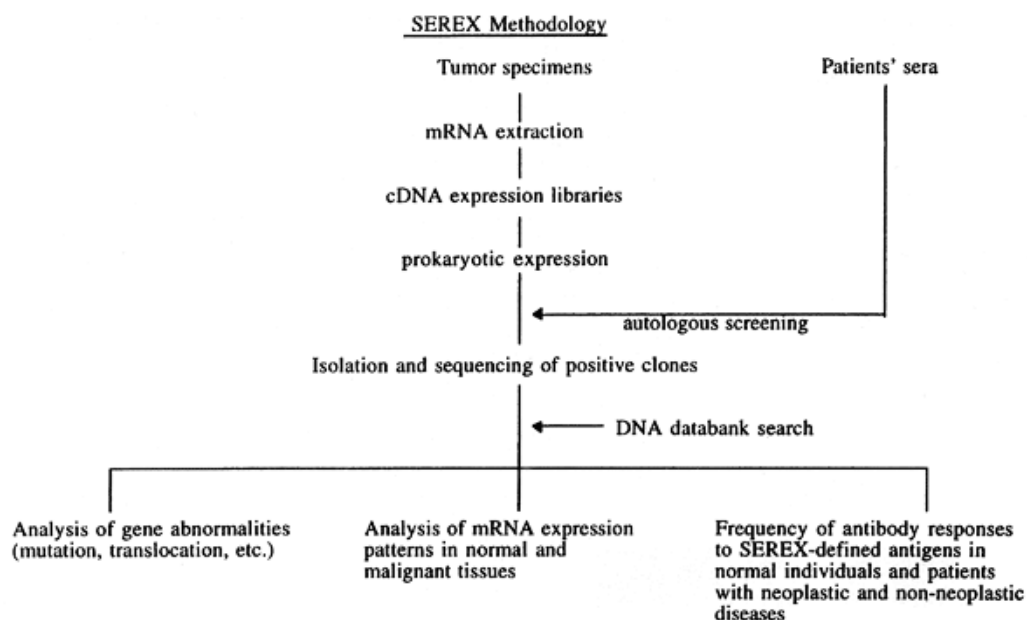 SEREX Methodology
Tumor specimens
Patients' sera
mRNA extraction
cDNA expression libraries
prokaryotic expression
autologous screening
Isolation and sequencing of positive clones
DNA databank search
Analysis of gene abnormalities
(mutation, translocation, etc.)
Analysis of mRNA expression
patterns in normal and
malignant tissues
Frequency of antibody responses
to SEREX-defined antigens in
normal individuals and patients
with neoplastic and non-neoplastic
diseases